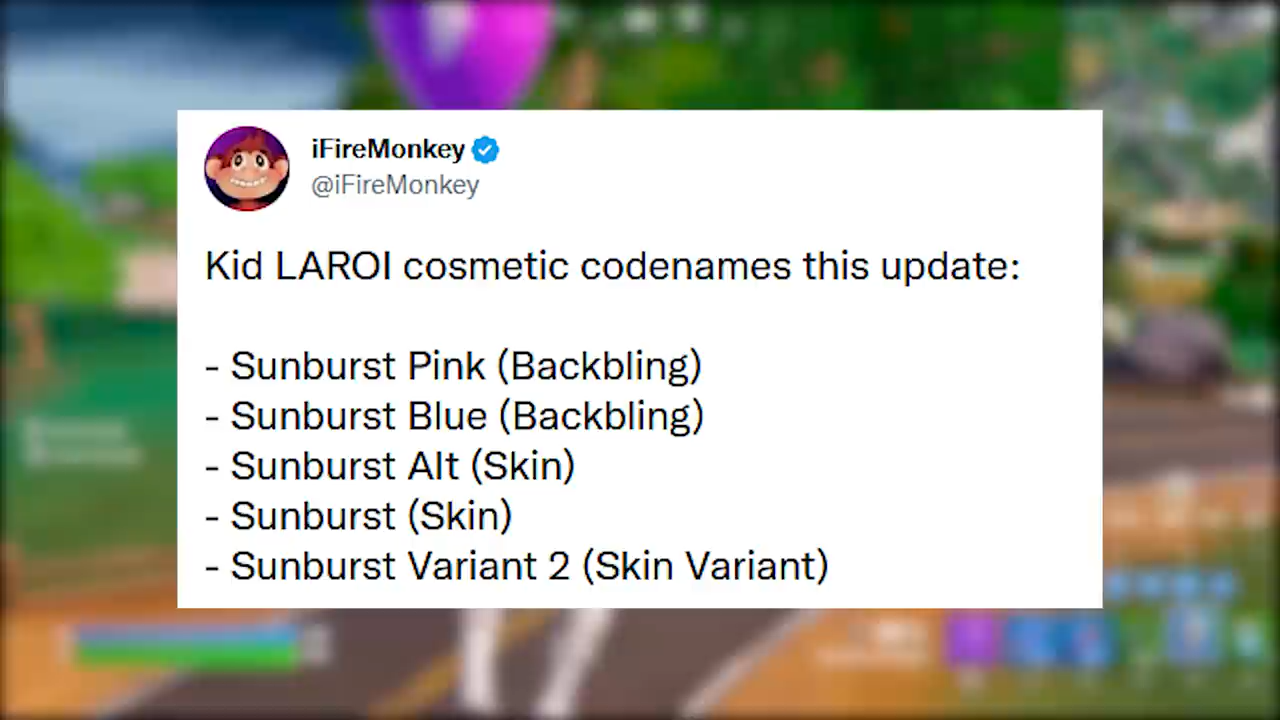 iFireMonkey
@iFireMonkey
Kid LAROI cosmetic codenames this update:
- Sunburst Pink (Backbling)
- Sunburst Blue (Backbling)
- Sunburst Alt (Skin)
- Sunburst (Skin)
- Sunburst Variant 2 (Skin Variant)